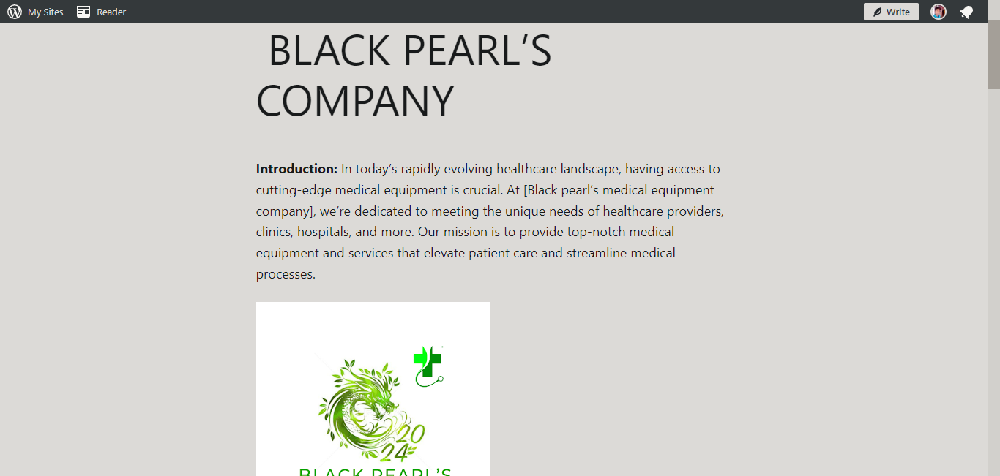 My Sites
Reader
Write
BLACK PEARL’S
COMPANY
Introduction: In today’s rapidly evolving healthcare landscape, having access to
cutting-edge medical equipment is crucial. At [Black pearl’s medical equipment
company], we’re dedicated to meeting the unique needs of healthcare providers,
clinics, hospitals, and more. Our mission is to provide top-notch medical
equipment and services that elevate patient care and streamline medical
processes.
20
24
BLACK PEARL’S